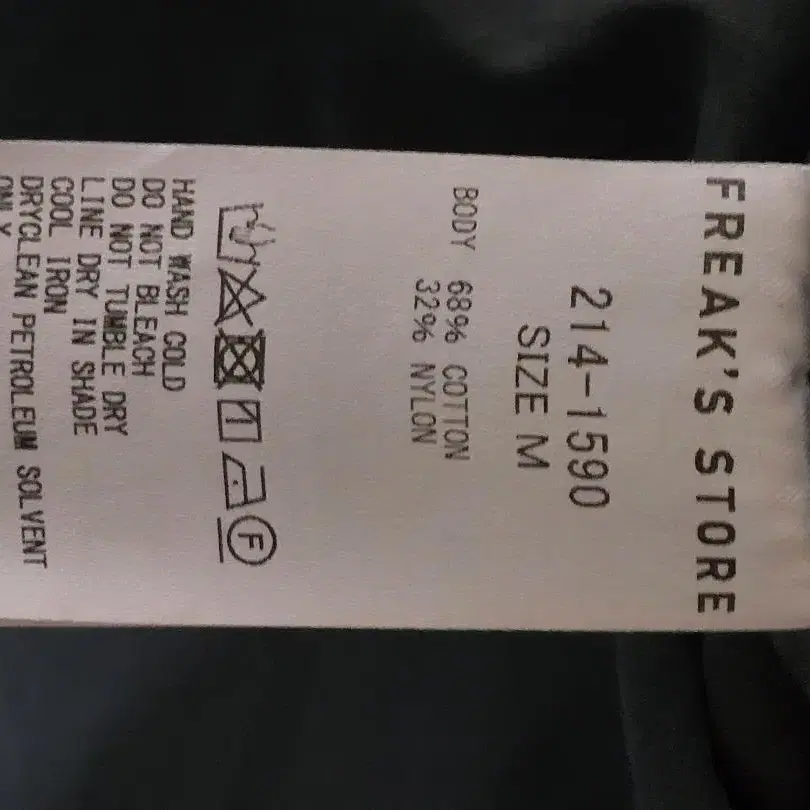 FREAK'S STORE
214-1590
SIZE M
BODY 68% COTTON
32% NYLON
F
HAND WASH COLD
DO NOT BLEACH
DO NOT TUMBLE DRY
LINE DRY IN SHADE
COOL IRON
DRYCLEAN PETROLEUM SOLVENT
ONLY